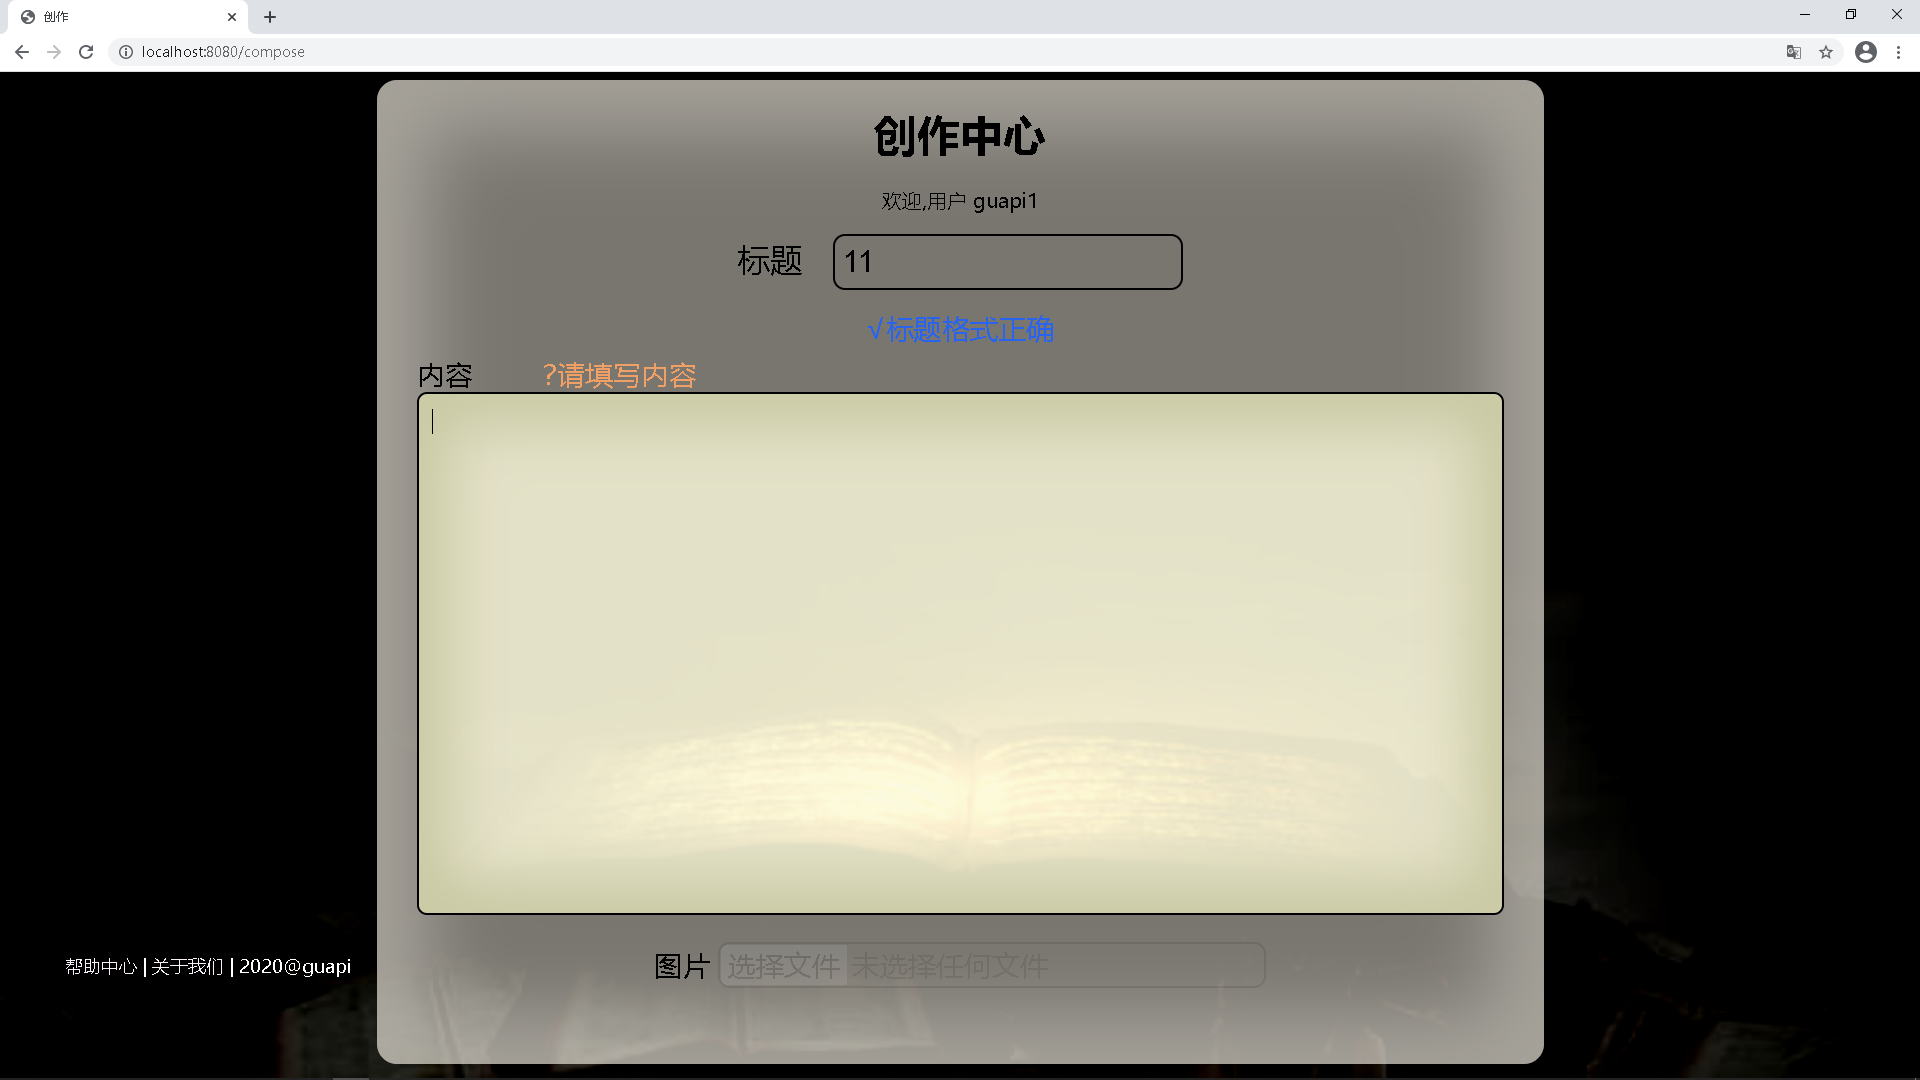 创作
localhost:8080/compose
创作中心
欢迎,用户 guapi1
标题 11
√标题格式正确
内容 ?请填写内容
图片 选择文件 未选择任何文件
帮助中心 | 关于我们 | 2020@guapi